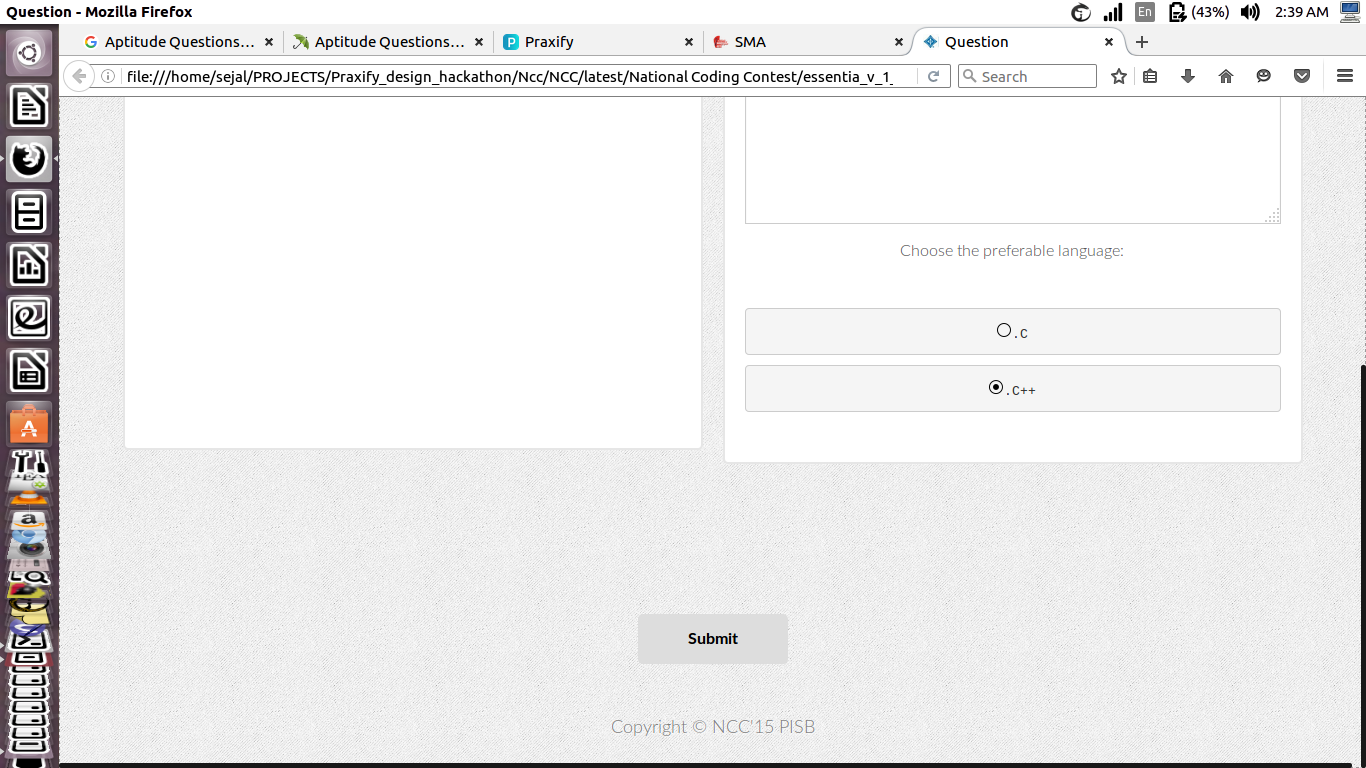 Question - Mozilla Firefox
En (43%) 2:39 AM
Aptitude Questions... Aptitude Questions... Praxify SMA Question
file:///home/sejal/PROJECTS/Praxify_design_hackathon/Ncc/NCC/latest/National Coding Contest/essentia_v_1_ Search
Choose the preferable language:
.C
.C++
Submit
Copyright © NCC'15 PISB